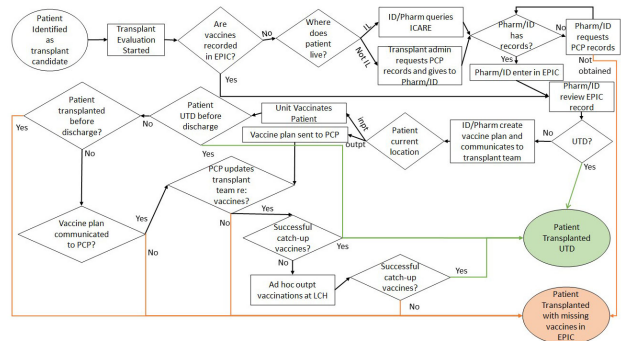 Patient
Identified
as
transplant
candidate
Transplant
Evaluation
Started
Are
vaccines
recorded
in EPIC?
No
Yes
Where
does
patient
live?
IL
Not IL
ID/Pharm queries
ICARE
Transplant admin
requests PCP
records and gives to
Pharm/ID
Pharm/ID
has
records?
No
Yes
Pharm/ID
requests
PCP records
Not
obtained
Pharm/ID enter in EPIC
Pharm/ID
review EPIC
record
UTD?
No
Yes
ID/Pharm create
vaccine plan and
communicates to
transplant team
Patient
current
location
inpt
outpt
Unit Vaccinates
Patient
Vaccine plan sent to PCP
Patient
UTD before
discharge
No
Yes
Patient
transplanted
before
discharge?
Yes
No
Vaccine plan
communicated
to PCP?
Yes
No
PCP updates
transplant
team re:
vaccines?
Yes
No
Successful
catch-up
vaccines?
Yes
No
Ad hoc outpt
vaccinations at LCH
Successful
catch-up
vaccines?
Yes
No
Patient
Transplanted
UTD
Patient
Transplanted
with missing
vaccines in
EPIC